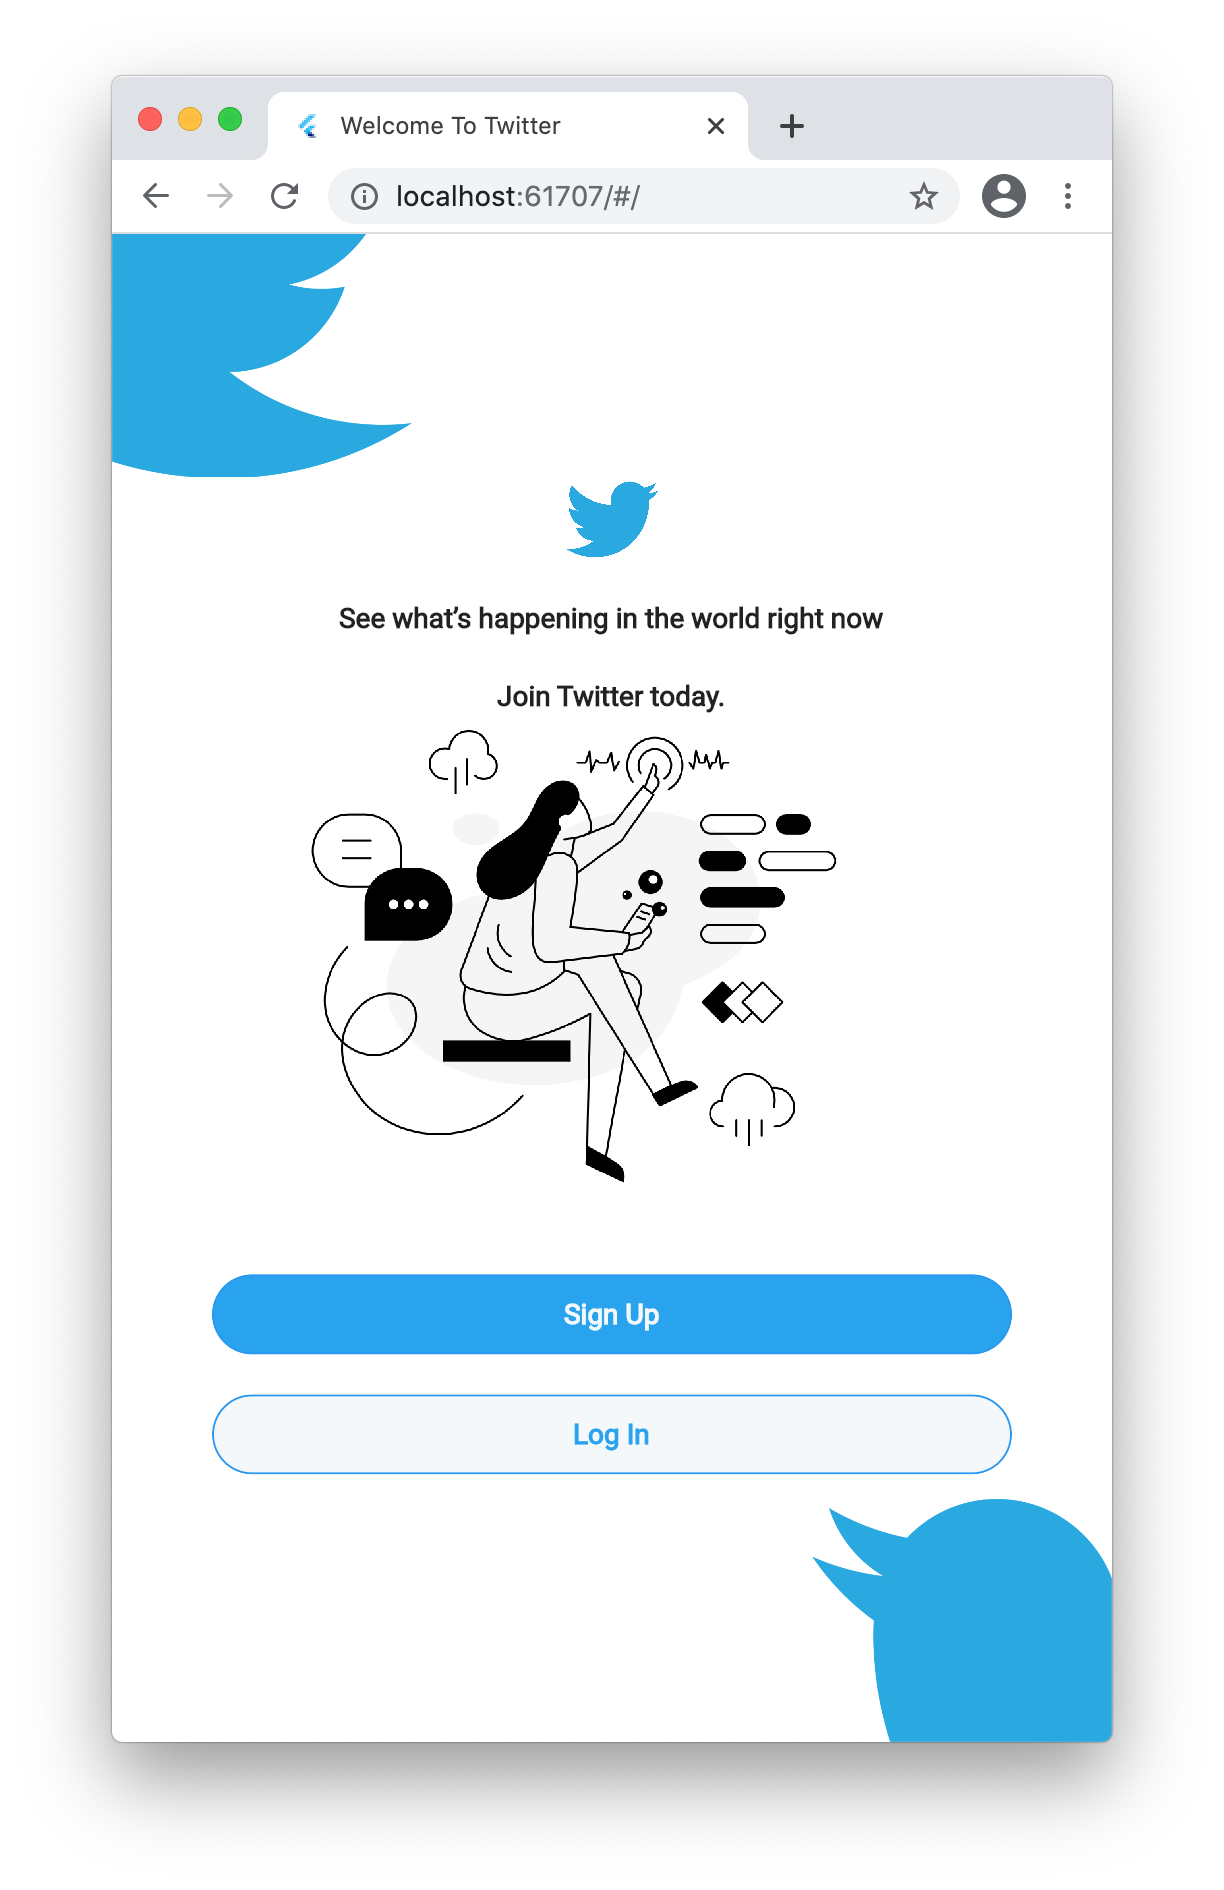 Welcome To Twitter
localhost:61707/#/
See what’s happening in the world right now
Join Twitter today.
Sign Up
Log In